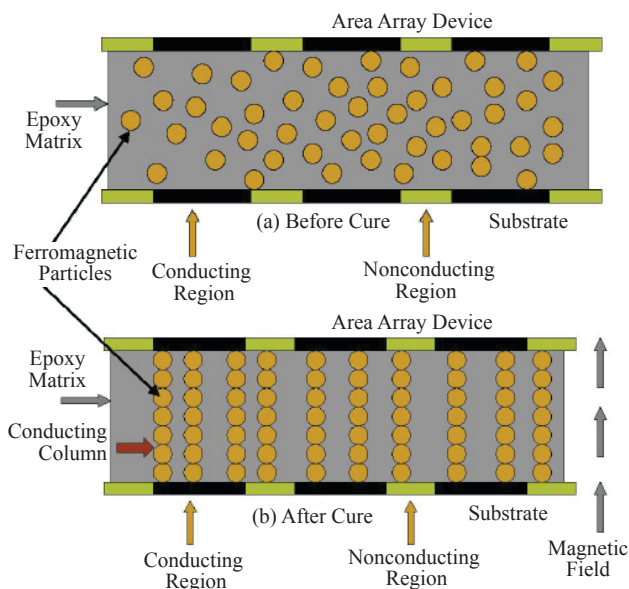 Area Array Device
Epoxy
Matrix
(a) Before Cure
Substrate
Ferromagnetic
Particles
Conducting
Region
Nonconducting
Region
Area Array Device
Epoxy
Matrix
Conducting
Column
(b) After Cure
Substrate
Conducting
Region
Nonconducting
Region
Magnetic
Field